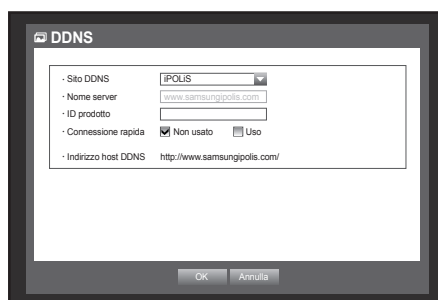 DDNS
· Sito DDNS iPOLiS
· Nome server www.samsungipolis.com
· ID prodotto
· Connessione rapida Non usato Uso
· Indirizzo host DDNS http://www.samsungipolis.com/
OK Annulla